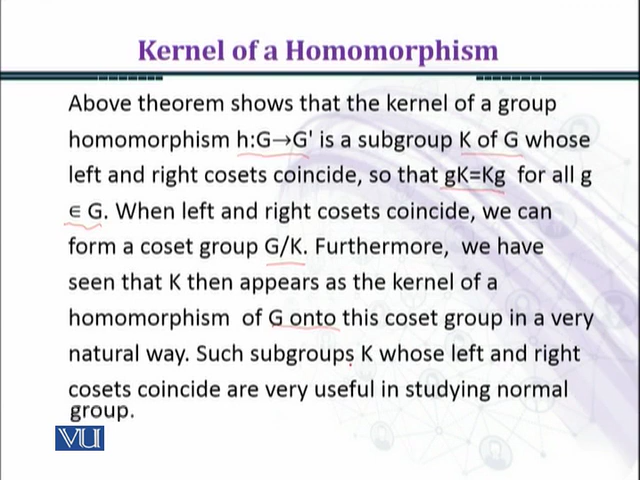 Kernel of a Homomorphism
Above theorem shows that the kernel of a group
homomorphism h:G→G' is a subgroup K of G whose
left and right cosets coincide, so that gK=Kg for all g
∈ G. When left and right cosets coincide, we can
form a coset group G/K. Furthermore, we have
seen that K then appears as the kernel of a
homomorphism of G onto this coset group in a very
natural way. Such subgroups K whose left and right
cosets coincide are very useful in studying normal
group.
VU